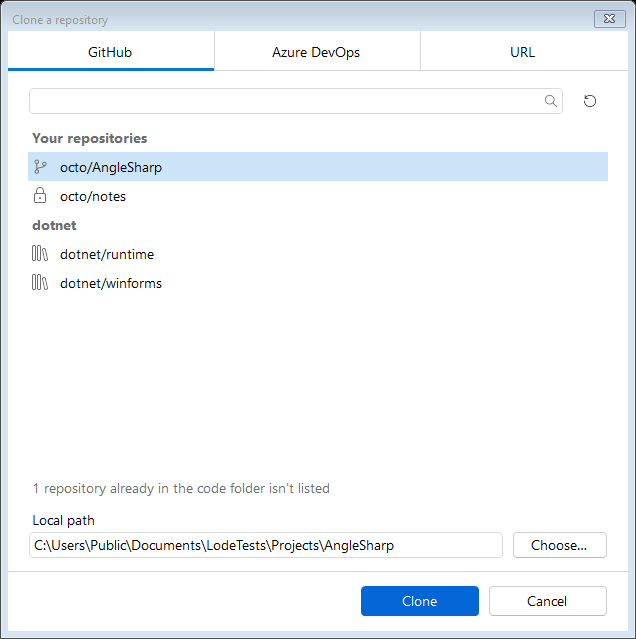 Clone a repository
GitHub
Azure DevOps
URL
Your repositories
octo/AngleSharp
octo/notes
dotnet
dotnet/runtime
dotnet/winforms
1 repository already in the code folder isn't listed
Local path
C:\Users\Public\Documents\LodeTests\Projects\AngleSharp
Choose...
Clone
Cancel